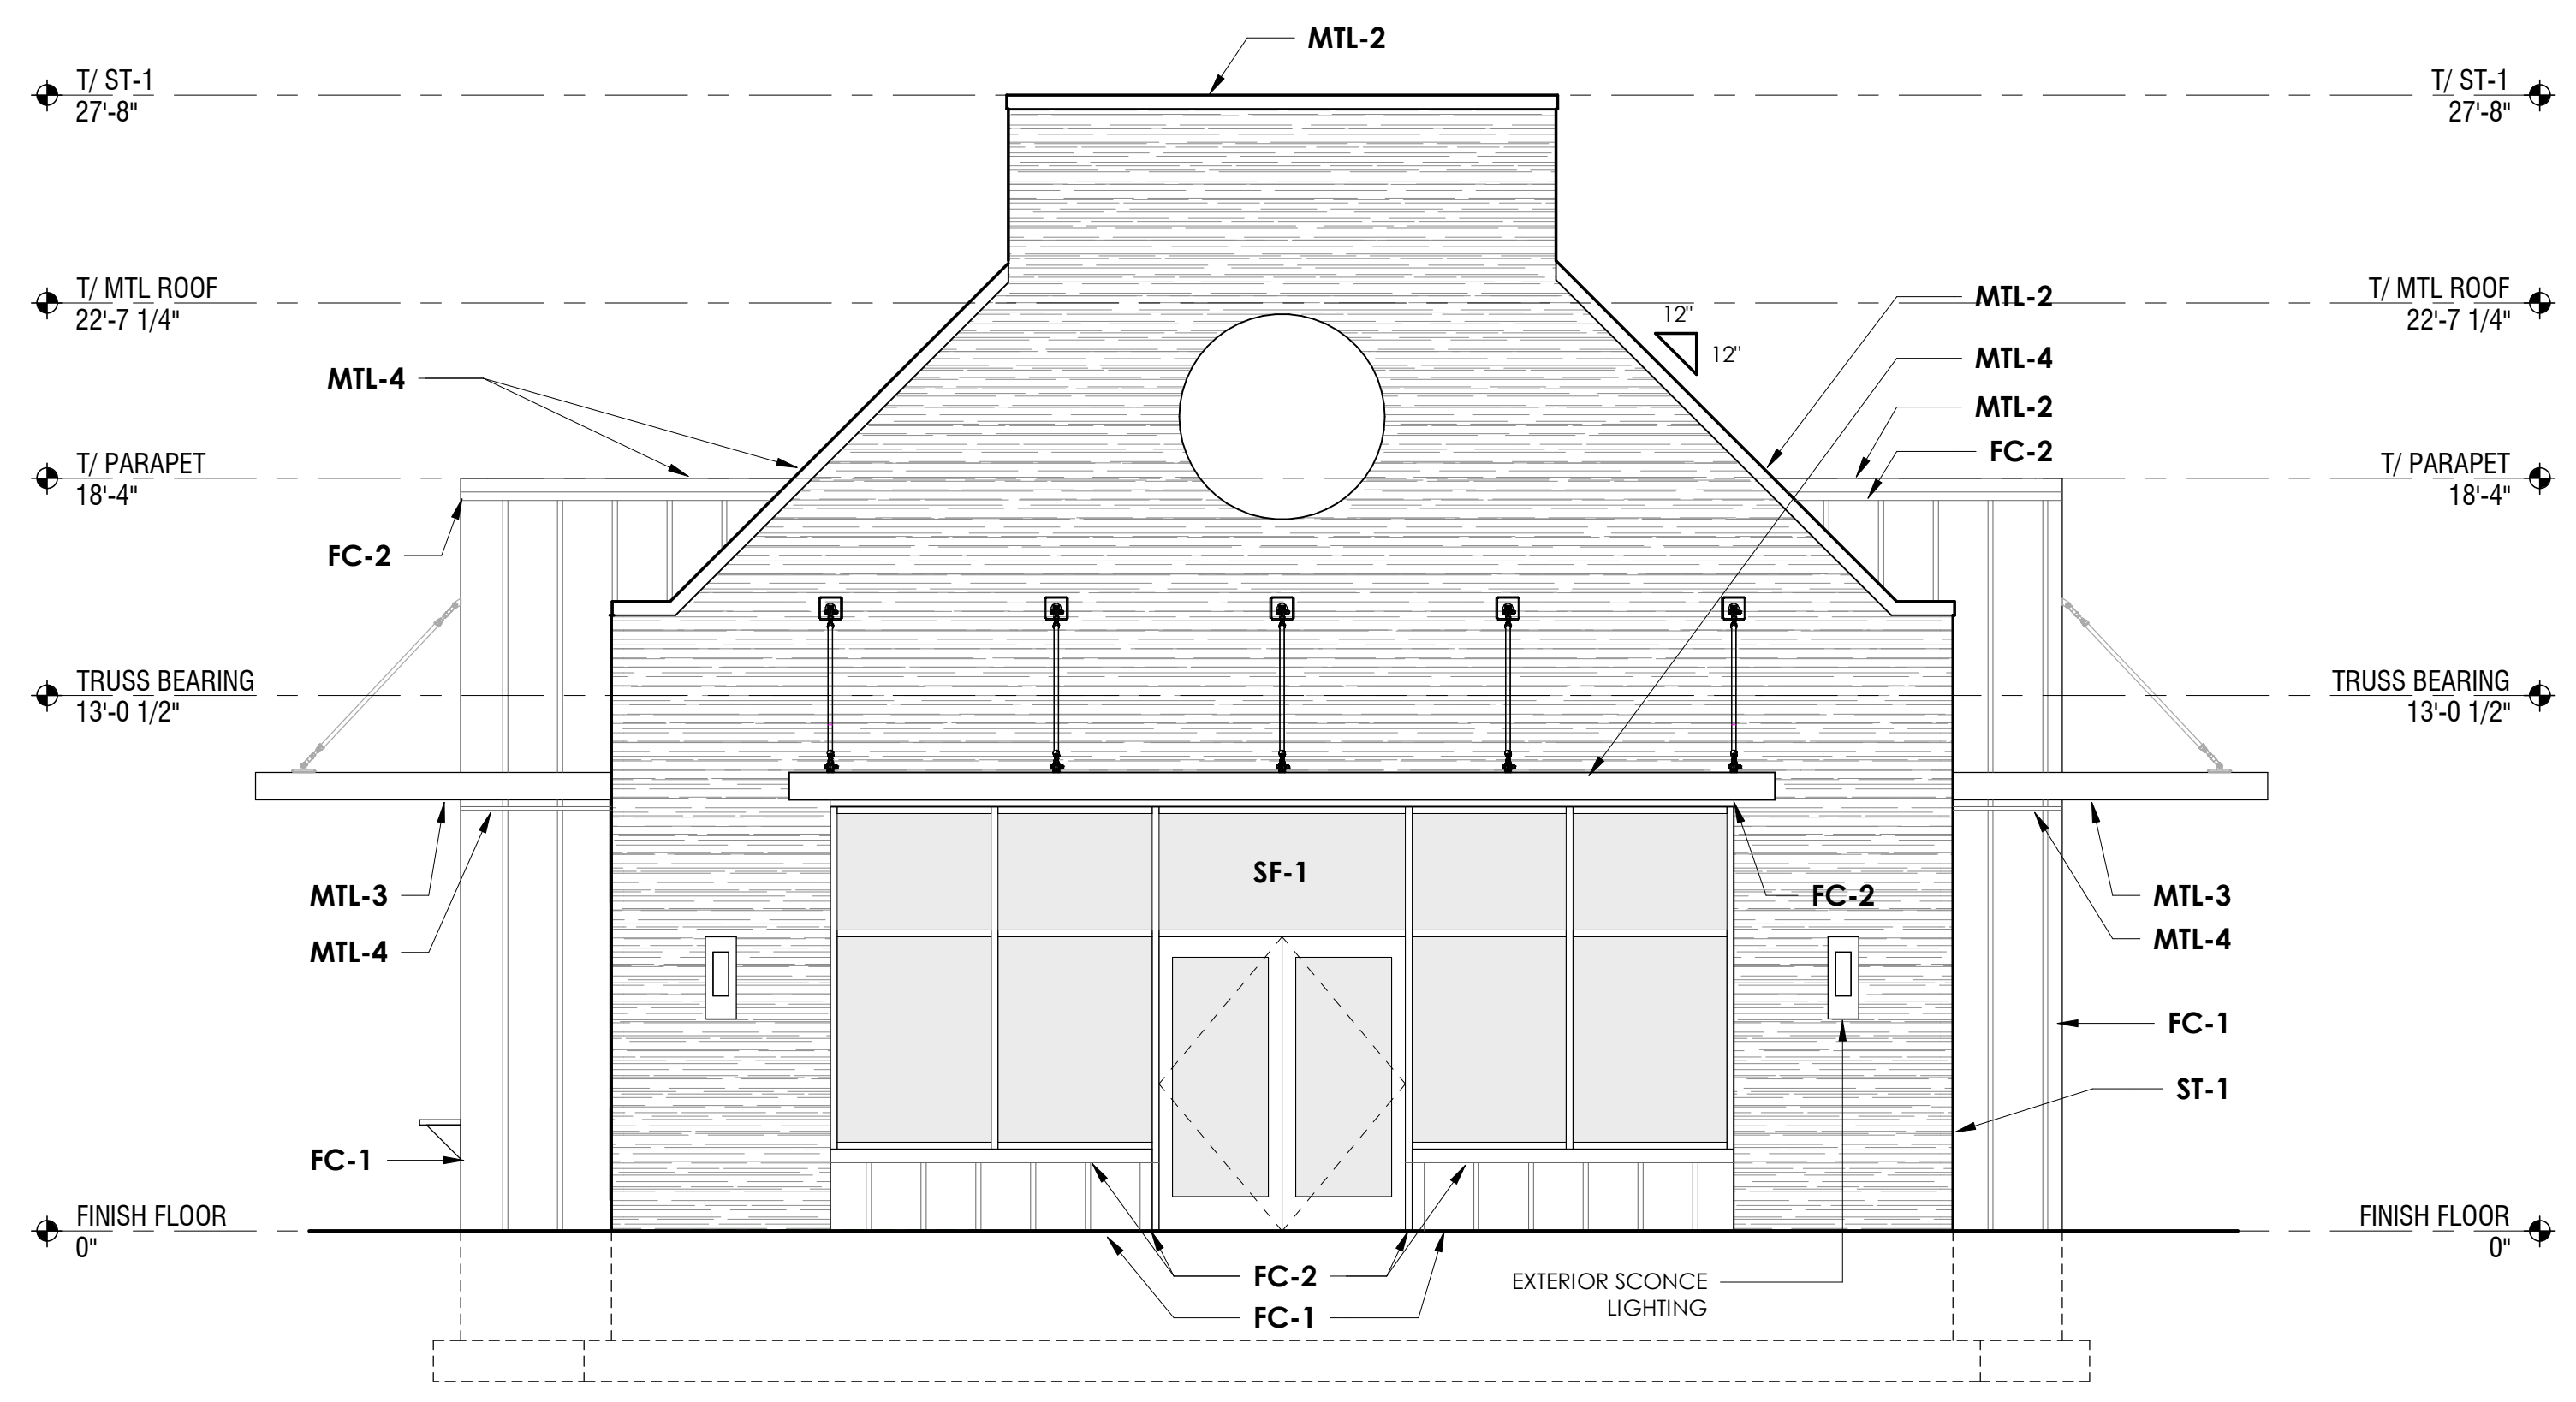 MTL-2
T/ ST-1
27'-8"
T/ ST-1
27'-8"
T/ MTL ROOF
22'-7 1/4"
12"
12"
MTL-2
T/ MTL ROOF
22'-7 1/4"
MTL-4
MTL-4
MTL-2
FC-2
T/ PARAPET
18'-4"
T/ PARAPET
18'-4"
FC-2
TRUSS BEARING
13'-0 1/2"
TRUSS BEARING
13'-0 1/2"
SF-1
MTL-3
FC-2
MTL-3
MTL-4
MTL-4
FC-1
ST-1
FC-1
FINISH FLOOR
0"
FINISH FLOOR
0"
FC-2
FC-1
EXTERIOR SCONCE
LIGHTING